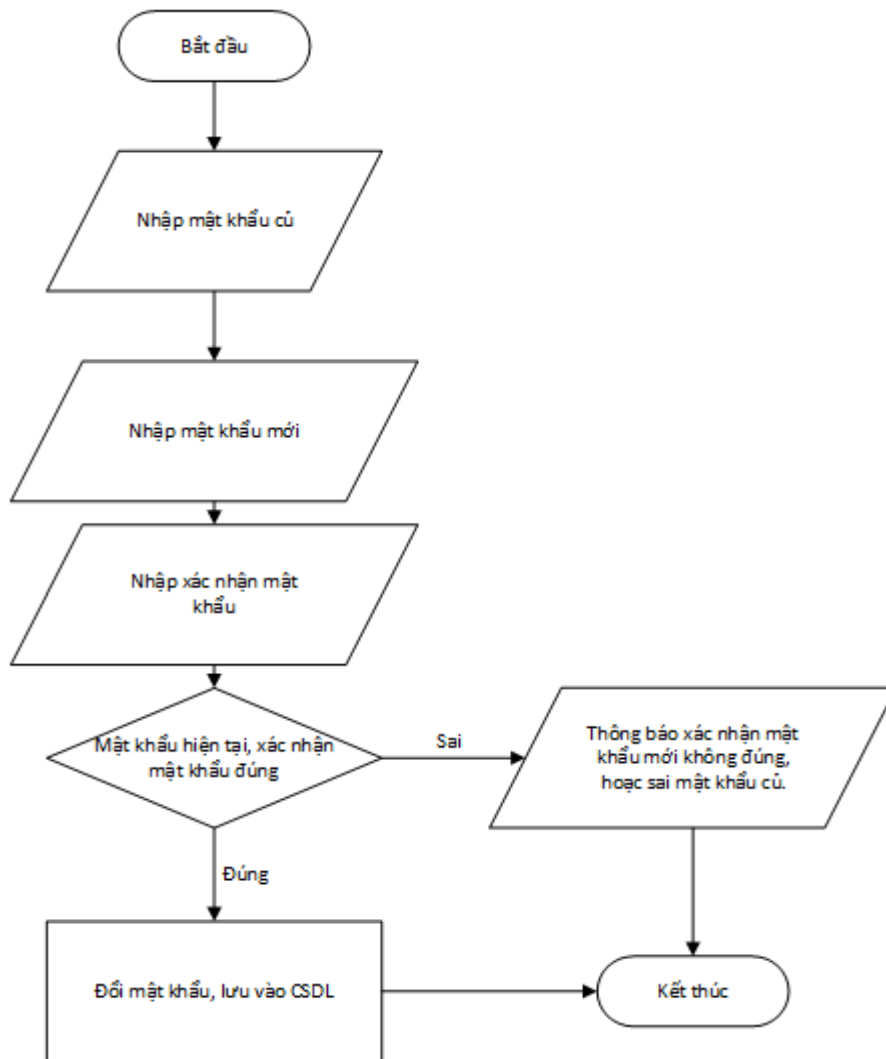 Bắt đầu
Nhập mật khẩu củ
Nhập mật khẩu mới
Nhập xác nhận mật
khẩu
Mật khẩu hiện tại, xác nhận
mật khẩu đúng
Sai
Thông báo xác nhận mật
khẩu mới không đúng,
hoạc sai mật khẩu củ.
Đúng
Đổi mật khẩu, lưu vào CSDL
Kết thúc